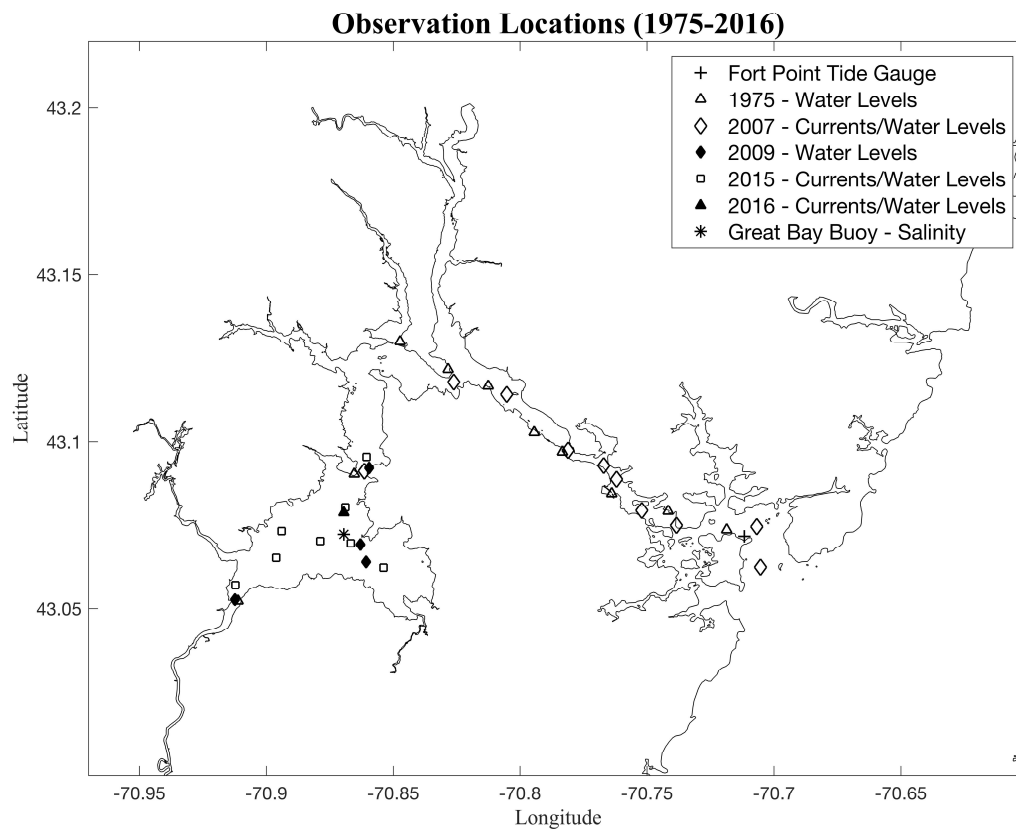 Observation Locations (1975-2016)
Fort Point Tide Gauge
1975 - Water Levels
2007 - Currents/Water Levels
2009 - Water Levels
2015 - Currents/Water Levels
2016 - Currents/Water Levels
Great Bay Buoy - Salinity
43.2
43.15
43.1
43.05
Latitude
-70.95
-70.9
-70.85
-70.8
-70.75
-70.7
-70.65
Longitude